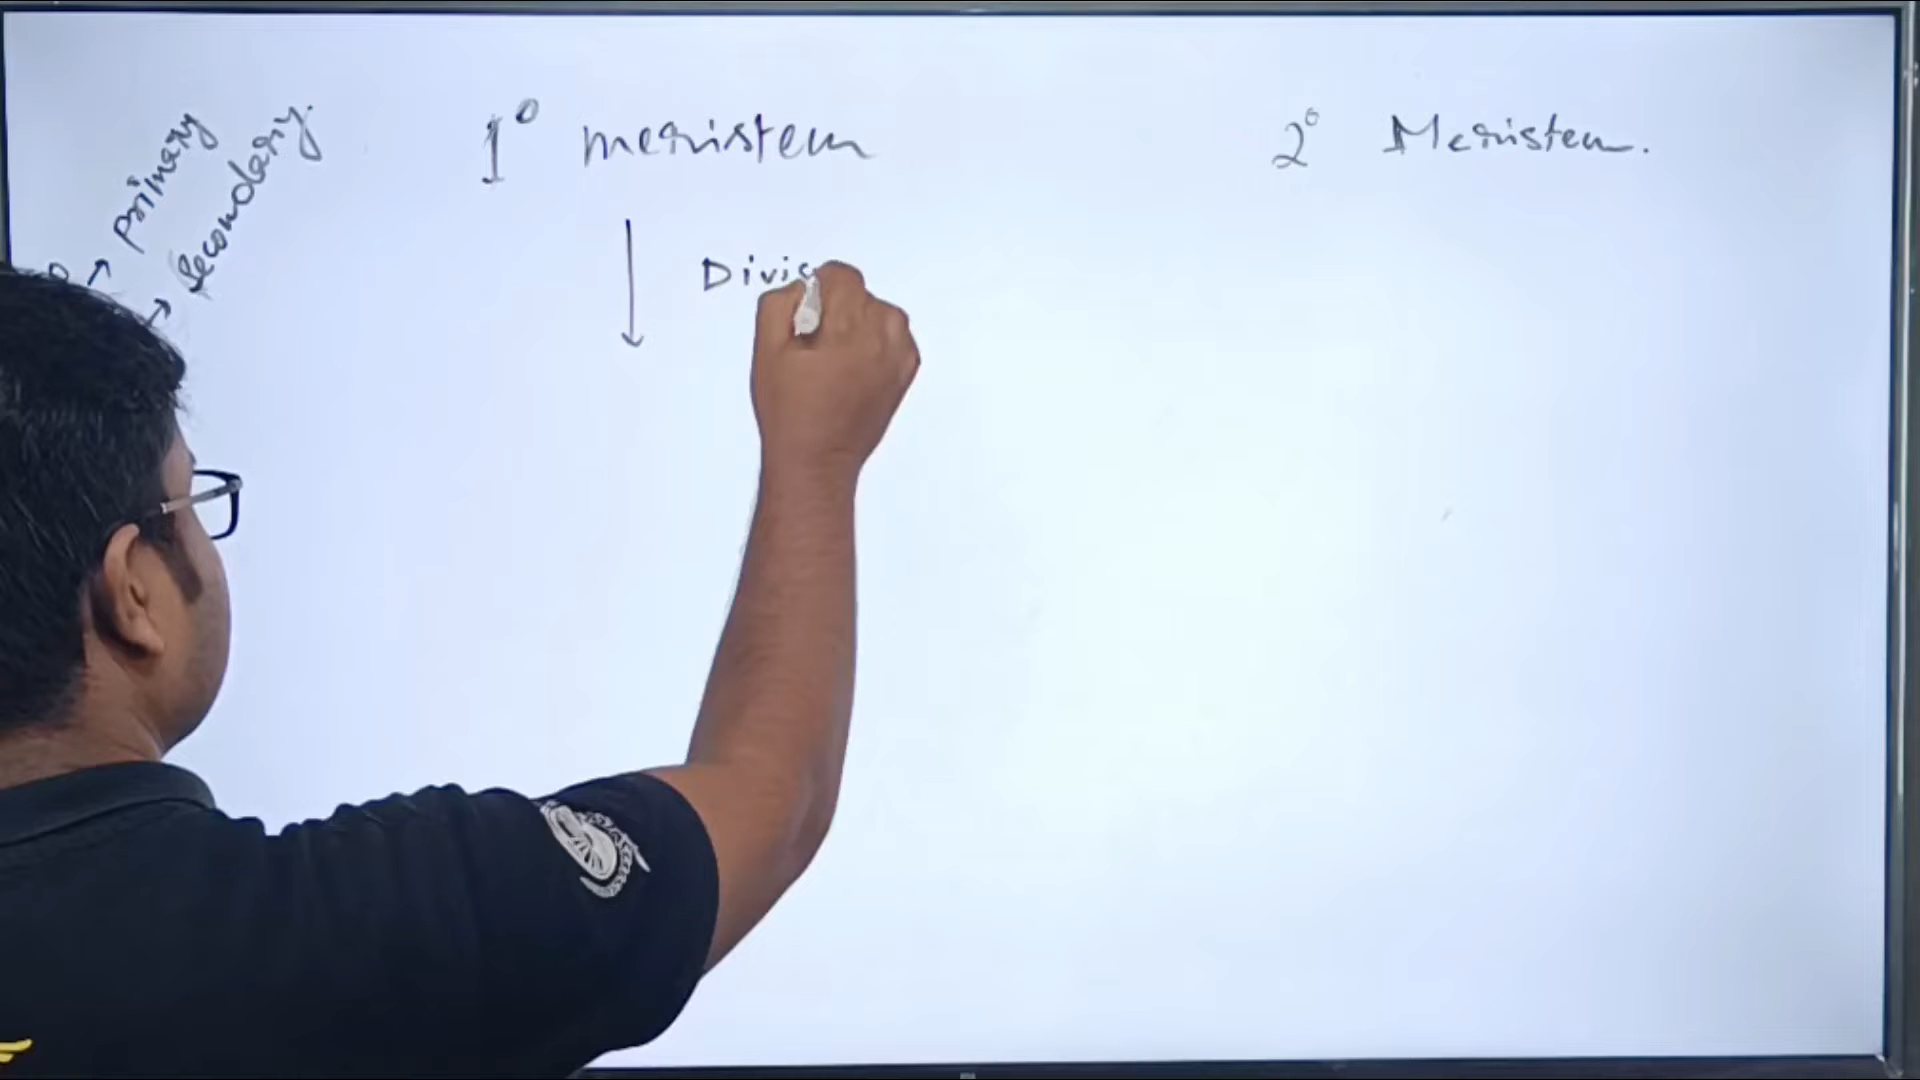 → Primary
→ Secondary.
1° meristem
2° Meristem.
↓ Divis